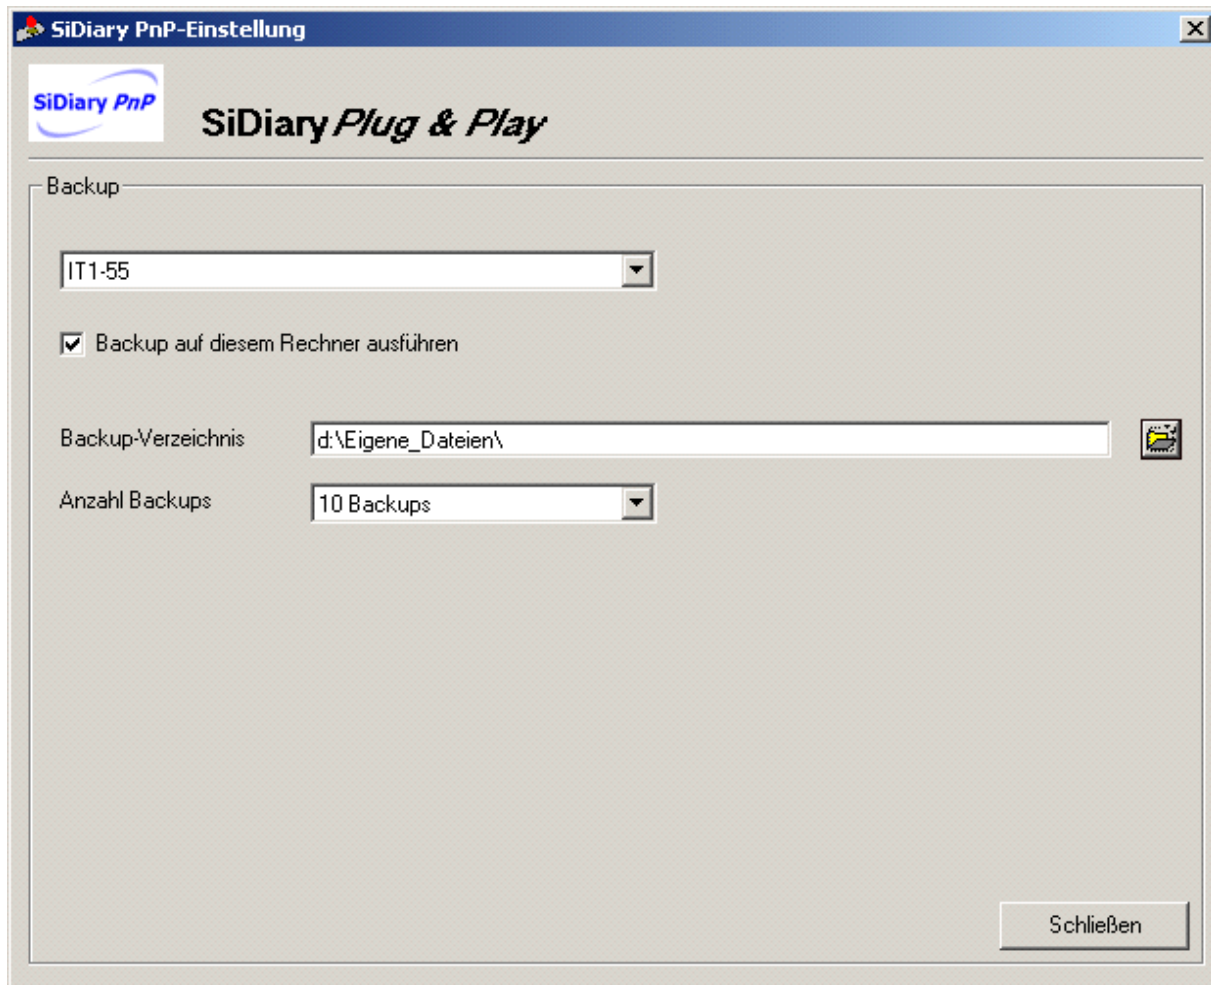 SiDiary PnP-Einstellung
SiDiary PnP
SiDiary Plug & Play
Backup
IT1-55
Backup auf diesem Rechner ausführen
Backup-Verzeichnis d:\Eigene_Dateien\
Anzahl Backups 10 Backups
Schließen